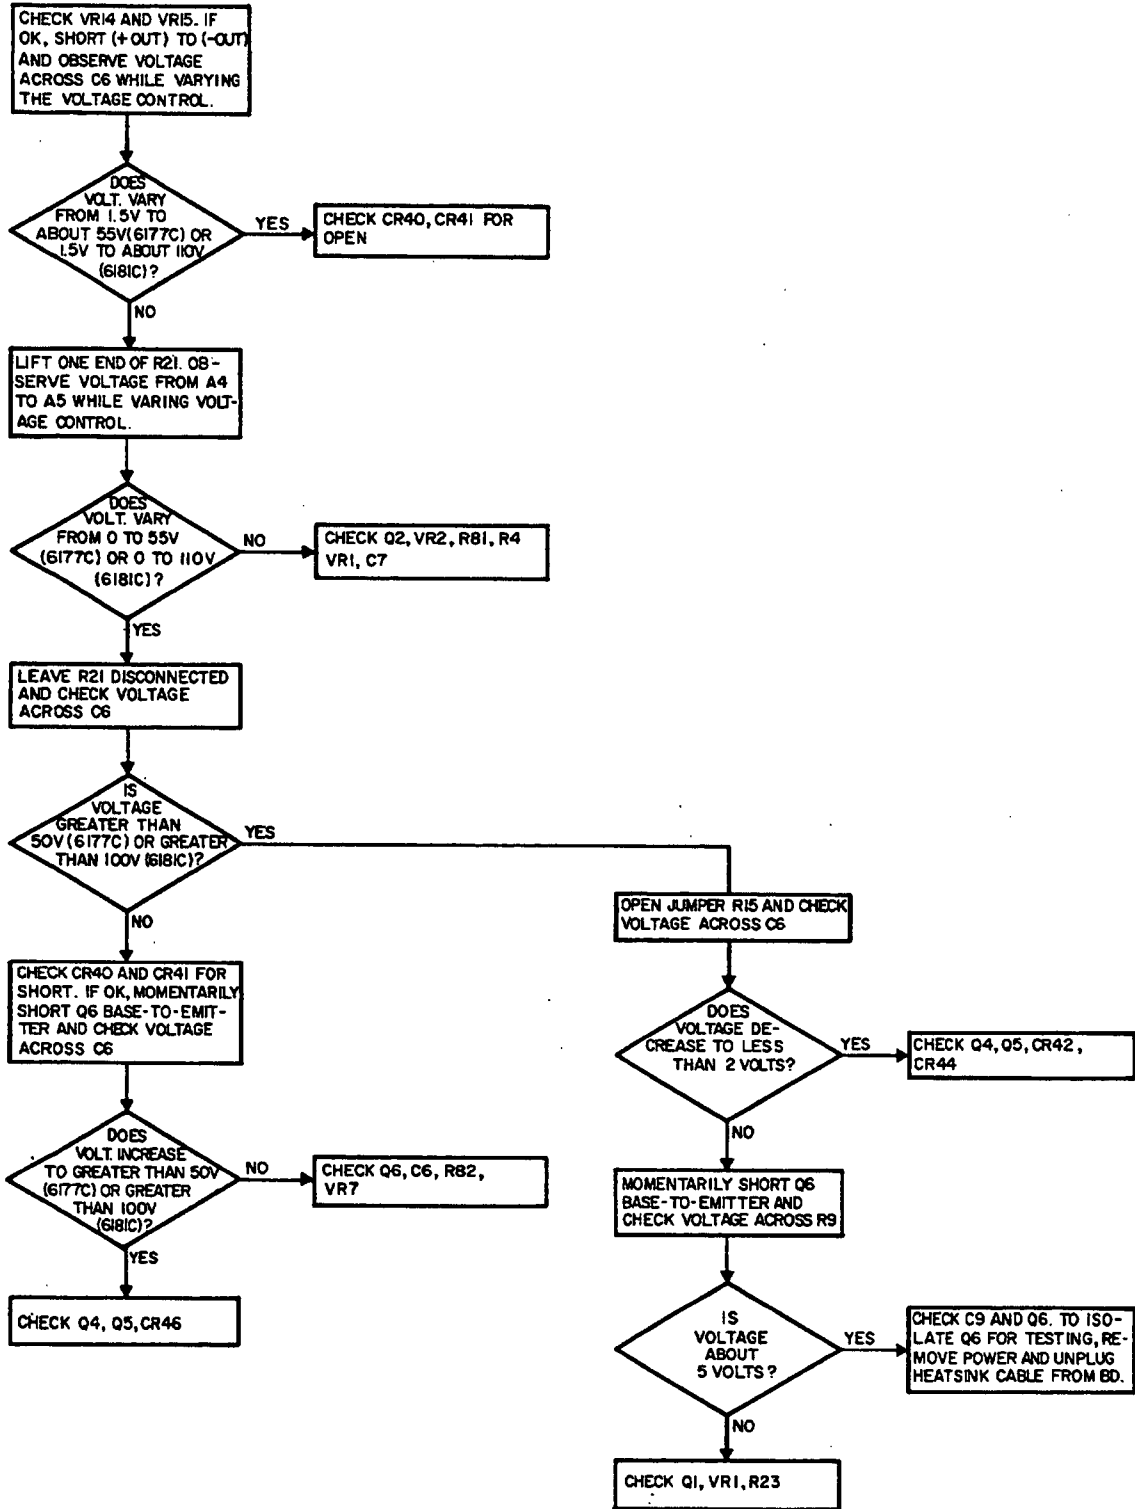 CHECK VR14 AND VR15. IF
OK, SHORT (+OUT) TO (-OUT)
AND OBSERVE VOLTAGE
ACROSS C6 WHILE VARYING
THE VOLTAGE CONTROL.
DOES
VOLT. VARY
FROM 1.5V TO
ABOUT 55V(6177C) OR
1.5V TO ABOUT 110V
(6181C)?
YES
CHECK CR40, CR41 FOR
OPEN
NO
LIFT ONE END OF R21. OB-
SERVE VOLTAGE FROM A4
TO A5 WHILE VARING VOLT-
AGE CONTROL.
DOES
VOLT. VARY
FROM 0 TO 55V
(6177C) OR 0 TO 110V
(6181C)?
NO
CHECK Q2, VR2, R81, R4
VR1, C7
YES
LEAVE R21 DISCONNECTED
AND CHECK VOLTAGE
ACROSS C6
IS
VOLTAGE
GREATER THAN
50V(6177C) OR GREATER
THAN 100V (6181C)?
YES
NO
CHECK CR40 AND CR41 FOR
SHORT. IF OK, MOMENTARILY
SHORT Q6 BASE-TO-EMIT-
TER AND CHECK VOLTAGE
ACROSS C6
DOES
VOLT. INCREASE
TO GREATER THAN 50V
(6177C) OR GREATER
THAN 100V
(6181C)?
NO
CHECK Q6, C6, R82,
VR7
YES
CHECK Q4, Q5, CR46
OPEN JUMPER R15 AND CHECK
VOLTAGE ACROSS C6
DOES
VOLTAGE DE-
CREASE TO LESS
THAN 2 VOLTS?
YES
CHECK Q4, Q5, CR42,
CR44
NO
MOMENTARILY SHORT Q6
BASE-TO-EMITTER AND
CHECK VOLTAGE ACROSS R9
IS
VOLTAGE
ABOUT
5 VOLTS?
YES
CHECK C9 AND Q6. TO ISO-
LATE Q6 FOR TESTING, RE-
MOVE POWER AND UNPLUG
HEATSINK CABLE FROM BD.
NO
CHECK Q1, VR1, R23